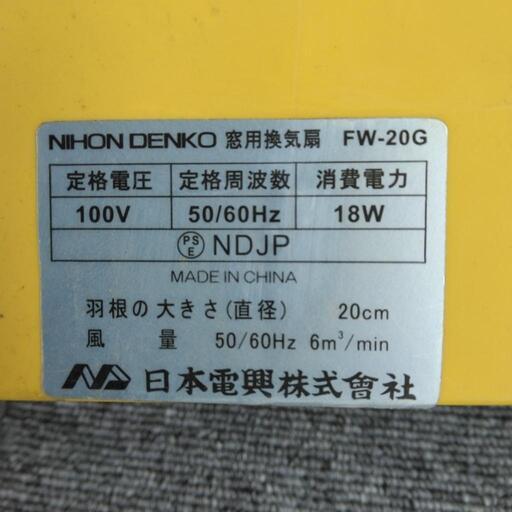 NIHON DENKO 窓用換気扇 FW-20G
定格電圧 定格周波数 消費電力
100V 50/60Hz 18W
PSE NDJP
MADE IN CHINA
羽根の大きさ(直径) 20cm
風量 50/60Hz 6m³/min
日本電興株式會社